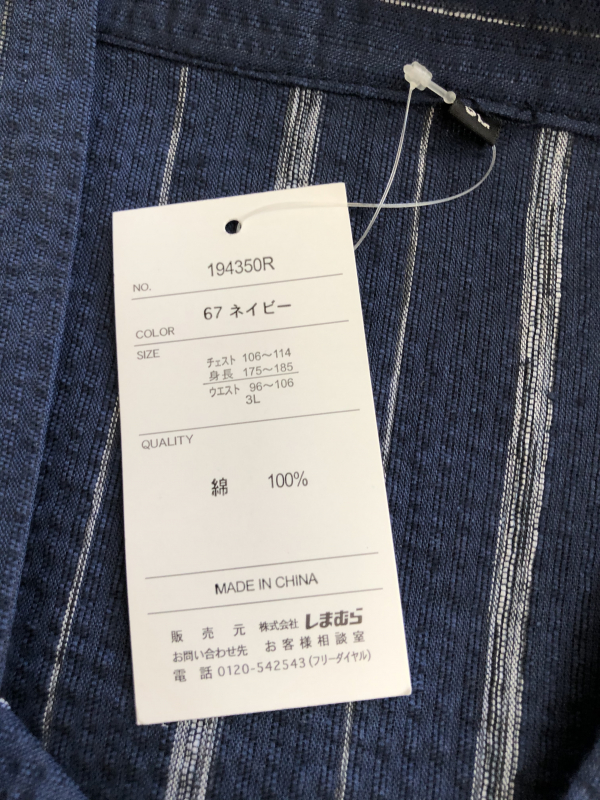 NO. 194350R
COLOR 67 ネイビー
SIZE
チェスト 106〜114
身長 175〜185
ウエスト 96〜106
3L
QUALITY
綿 100%
MADE IN CHINA
販売元 株式会社 しまむら
お問い合わせ先 お客様相談室
電話 0120-542543 (フリーダイヤル)